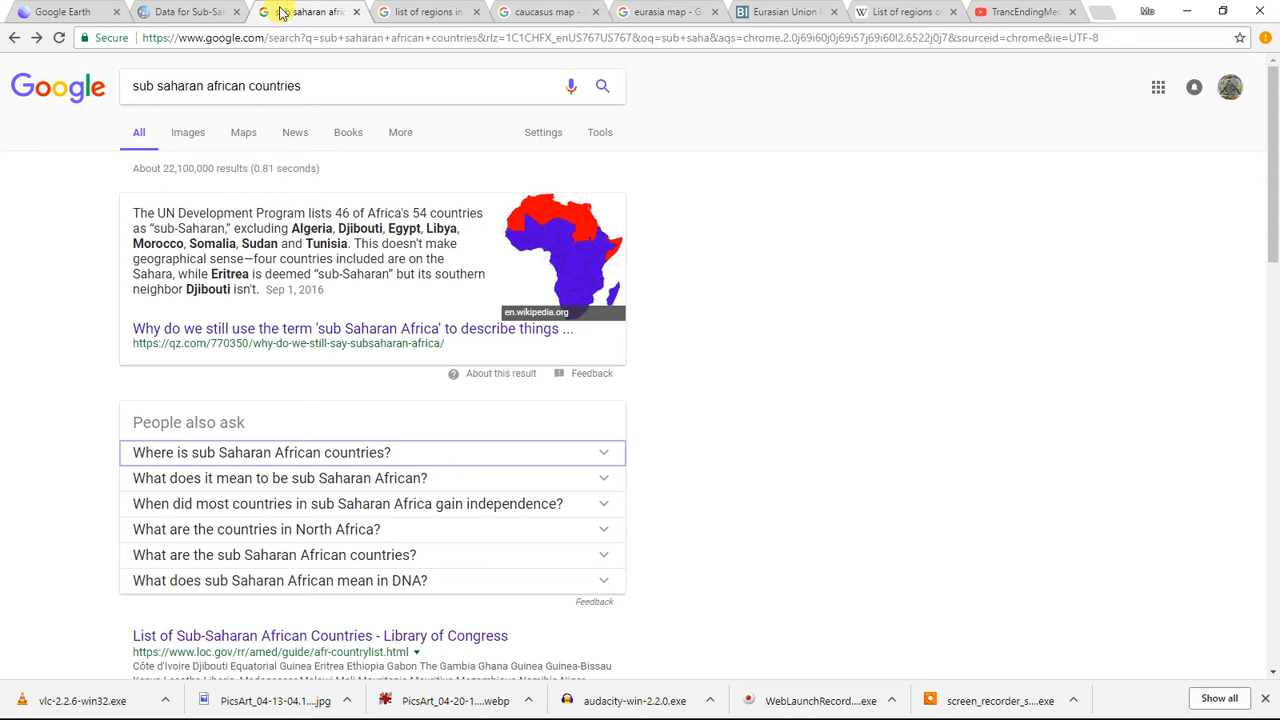 Google Earth
Data for Sub-Sah
saharan afric
list of regions in
caucasus map -
eurasia map - Go
Eurasian Union M
List of regions of
TrancEndingMed
Me
Secure
https://www.google.com/search?q=sub+saharan+african+countries&rlz=1C1CHFX_enUS767US767&oq=sub+saha&aqs=chrome.2.0j69i60j0j69i57j69i60l2.6522j0j7&sourceid=chrome&ie=UTF-8
Google
sub saharan african countries
All
Images
Maps
News
Books
More
Settings
Tools
About 22,100,000 results (0.81 seconds)
The UN Development Program lists 46 of Africa's 54 countries
as “sub-Saharan,” excluding Algeria, Djibouti, Egypt, Libya,
Morocco, Somalia, Sudan and Tunisia. This doesn't make
geographical sense—four countries included are on the
Sahara, while Eritrea is deemed “sub-Saharan” but its southern
neighbor Djibouti isn't. Sep 1, 2016
en.wikipedia.org
Why do we still use the term 'sub Saharan Africa' to describe things ...
https://qz.com/770350/why-do-we-still-say-subsaharan-africa/
About this result
Feedback
People also ask
Where is sub Saharan African countries?
What does it mean to be sub Saharan African?
When did most countries in sub Saharan Africa gain independence?
What are the countries in North Africa?
What are the sub Saharan African countries?
What does sub Saharan African mean in DNA?
Feedback
List of Sub-Saharan African Countries - Library of Congress
https://www.loc.gov/rr/amed/guide/afr-countrylist.html
Côte d'Ivoire Djibouti Equatorial Guinea Eritrea Ethiopia Gabon The Gambia Ghana Guinea Guinea-Bissau
vlc-2.2.6-win32.exe
PicsArt_04-13-04.1....jpg
PicsArt_04-20-1....webp
audacity-win-2.2.0.exe
WebLaunchRecord....exe
screen_recorder_s....exe
Show all